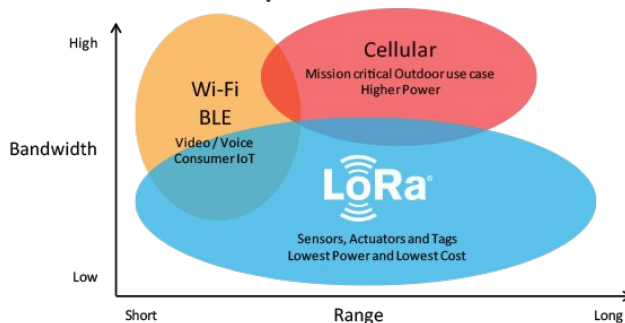 High
Cellular
Mission critical Outdoor use case
Higher Power
Wi-Fi
BLE
Video / Voice
Consumer IoT
Bandwidth
LoRa®
Sensors, Actuators and Tags
Lowest Power and Lowest Cost
Low
Short
Range
Long